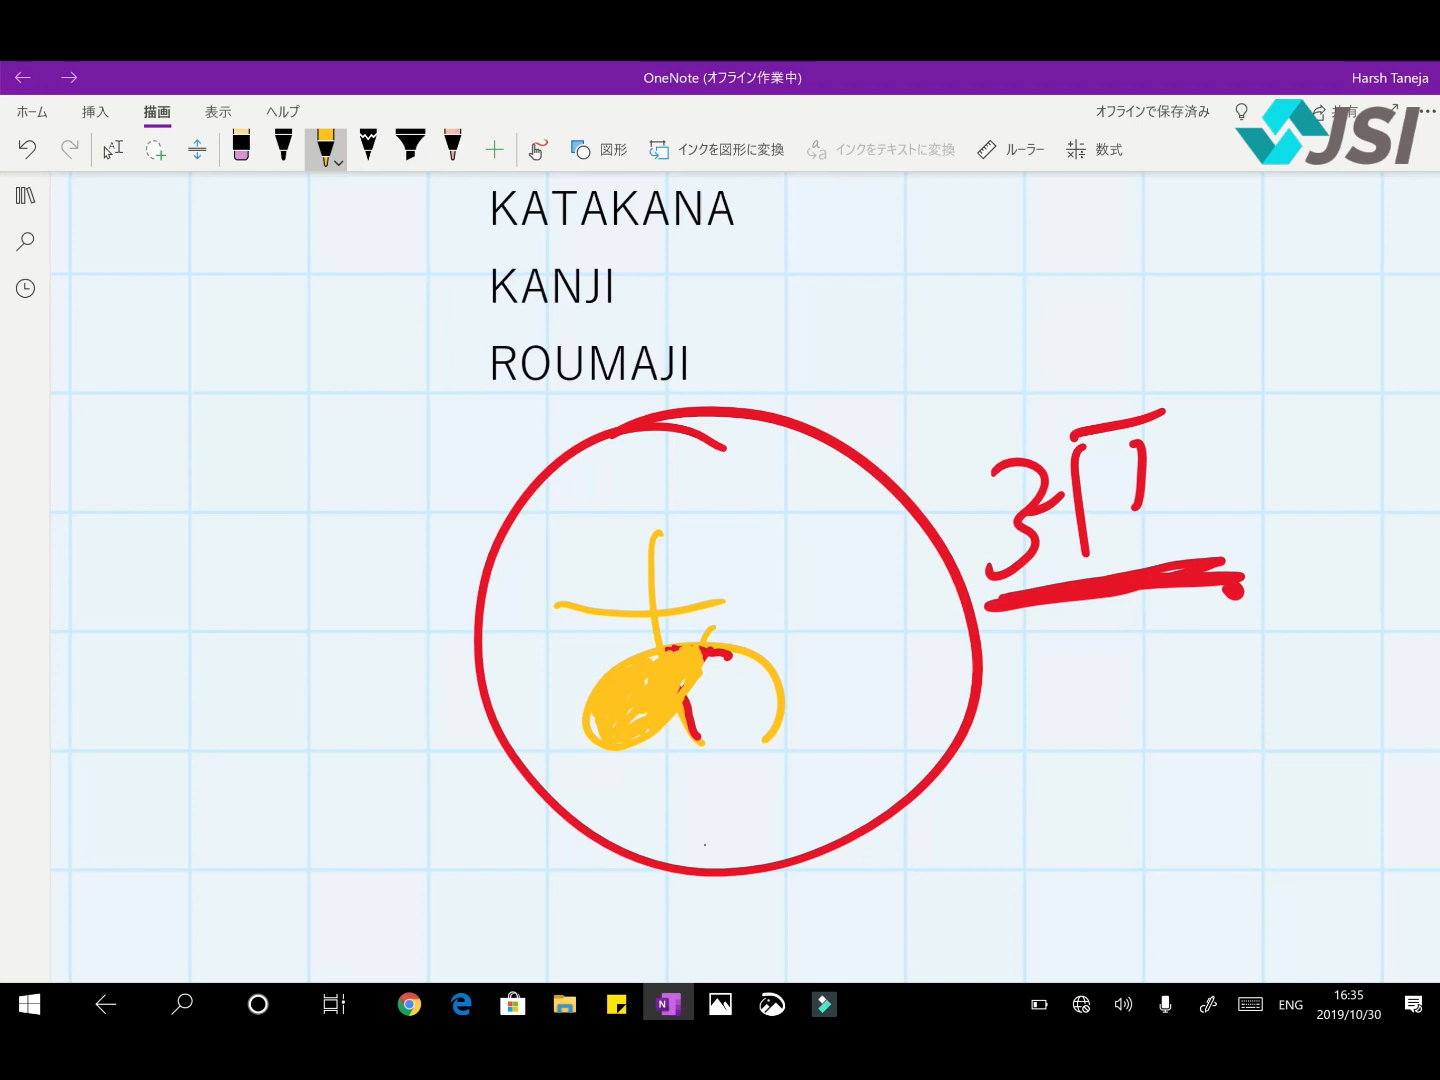 OneNote (オフライン作業中)
Harsh Taneja
ホーム 挿入 描画 表示 ヘルプ
オフラインで保存済み 共有
図形 インクを図形に変換 インクをテキストに変換 ルーラー 数式
JSI
KATAKANA
KANJI
ROUMAJI
あ
ENG
16:35
2019/10/30